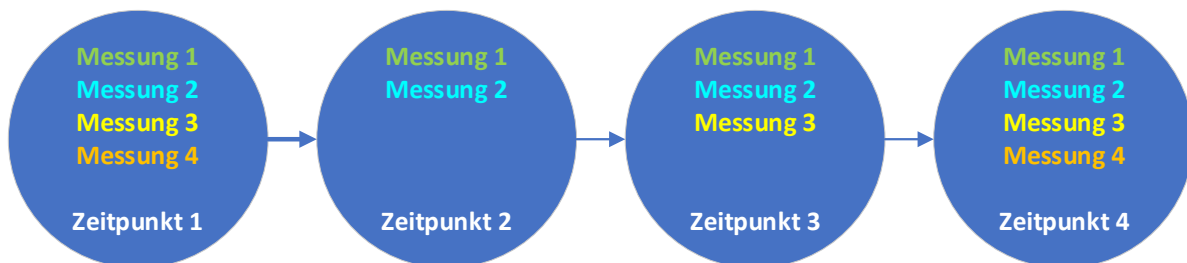 Messung 1
Messung 2
Messung 3
Messung 4
Zeitpunkt 1
Messung 1
Messung 2
Zeitpunkt 2
Messung 1
Messung 2
Messung 3
Zeitpunkt 3
Messung 1
Messung 2
Messung 3
Messung 4
Zeitpunkt 4